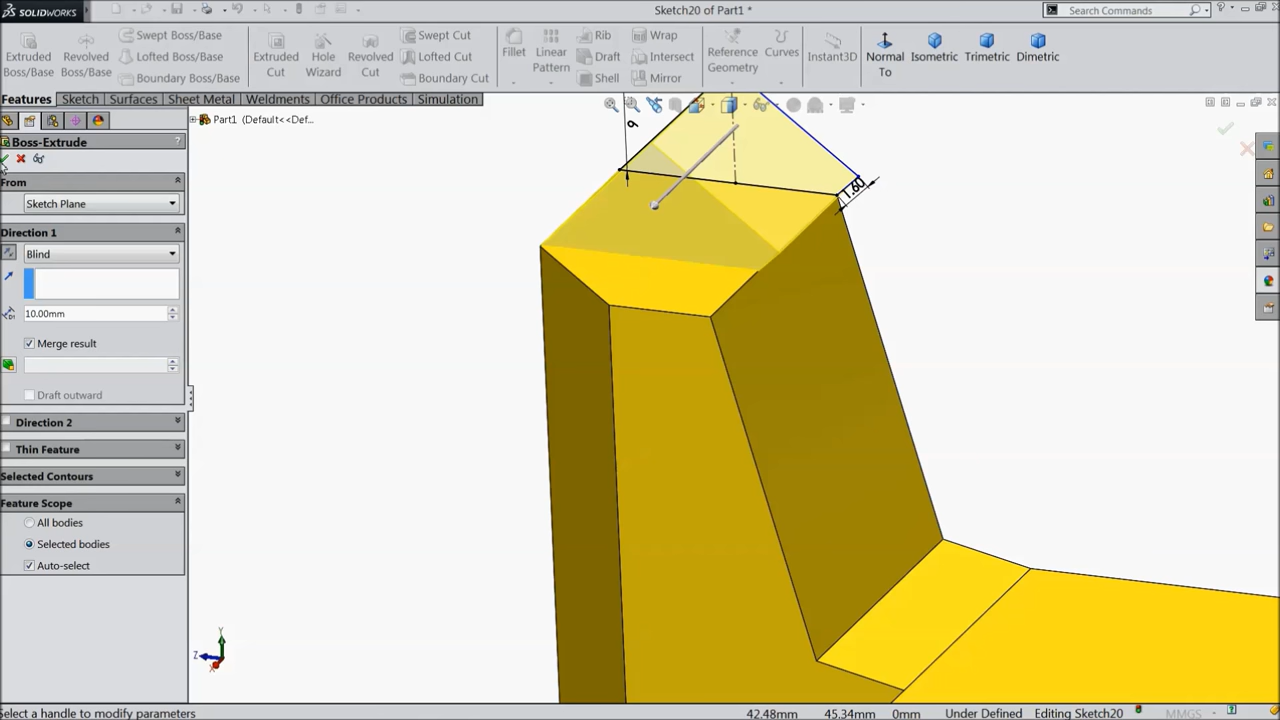 SOLIDWORKS
Sketch20 of Part1 *
Search Commands
Extruded Boss/Base
Revolved Boss/Base
Swept Boss/Base
Lofted Boss/Base
Boundary Boss/Base
Extruded Cut
Hole Wizard
Revolved Cut
Swept Cut
Lofted Cut
Boundary Cut
Fillet
Linear Pattern
Rib
Draft
Shell
Wrap
Intersect
Mirror
Reference Geometry
Curves
Instant3D
Normal To
Isometric
Trimetric
Dimetric
Features
Sketch
Surfaces
Sheet Metal
Weldments
Office Products
Simulation
Part1 (Default<<Def...
Boss-Extrude
?
From
Sketch Plane
Direction 1
Blind
10.00mm
Merge result
Draft outward
Direction 2
Thin Feature
Selected Contours
Feature Scope
All bodies
Selected bodies
Auto-select
9
1.60
Y
Z
X
Select a handle to modify parameters
42.48mm
45.34mm
0mm
Under Defined
Editing Sketch20
MMGS